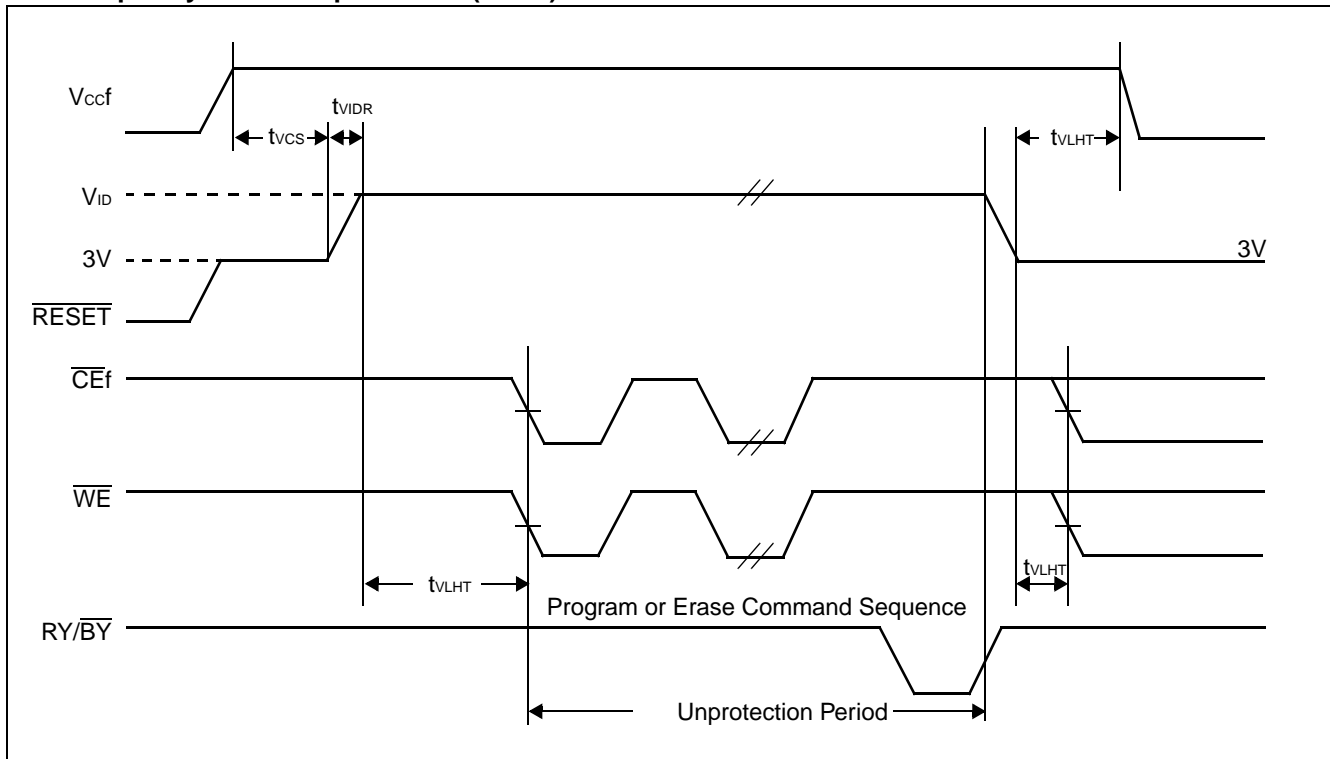 VCCf
tVIDR
tVCS
tVLHT
VID
3V
3V
RESET
CEf
WE
tVLHT
tVLHT
Program or Erase Command Sequence
RY/BY
Unprotection Period